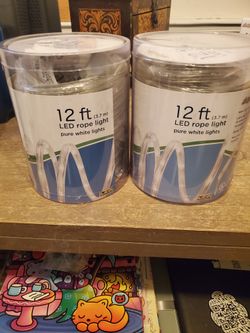 12 ft (3.7 m)
LED rope light
pure white lights
12 ft (3.7 m)
LED rope light
pure white lights